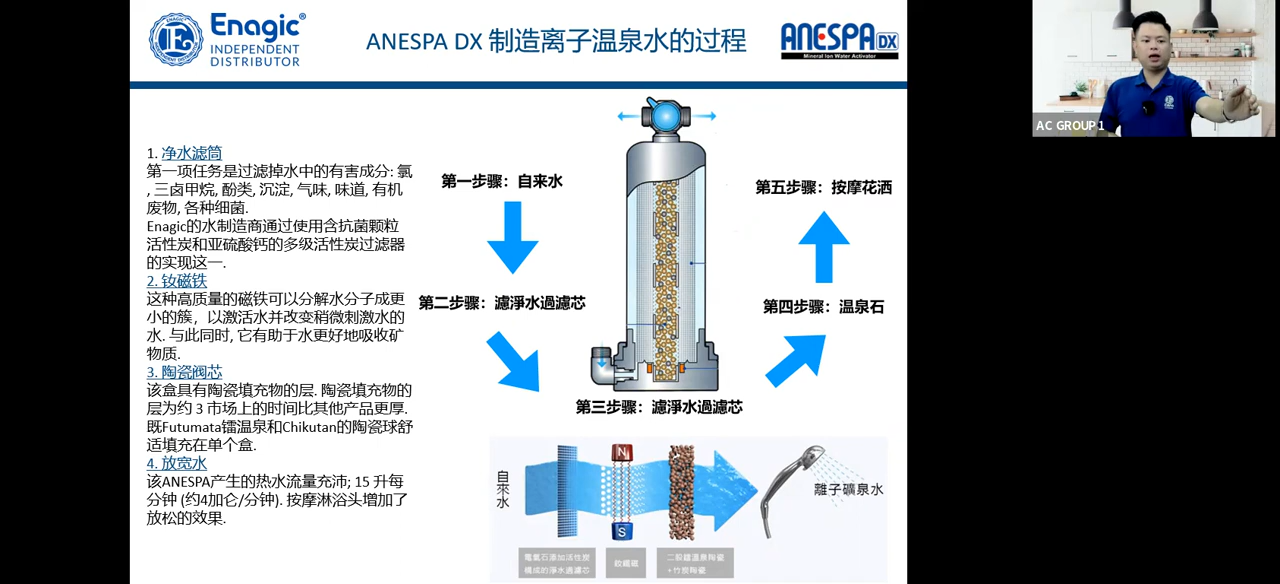 Enagic®
INDEPENDENT
DISTRIBUTOR
ANESPA DX 制造离子温泉水的过程
ANESPA DX
Mineral Ion Water Activator
AC GROUP 1
1. 净水滤筒
第一项任务是过滤掉水中的有害成分: 氯
, 三卤甲烷, 酚类, 沉淀, 气味, 味道, 有机
废物, 各种细菌.
Enagic的水制造商通过使用含抗菌颗粒
活性炭和亚硫酸钙的多级活性炭过滤器
的实现这一.
2. 钕磁铁
这种高质量的磁铁可以分解水分子成更
小的簇，以激活水并改变稍微刺激水的
水. 与此同时, 它有助于水更好地吸收矿
物质.
3. 陶瓷阀芯
该盒具有陶瓷填充物的层. 陶瓷填充物的
层为约 3 市场上的时间比其他产品更厚.
既Futumata镭温泉和Chikutan的陶瓷球舒
适填充在单个盒.
4. 放宽水
该ANESPA产生的热水流量充沛; 15 升每
分钟 (约4加仑/分钟). 按摩淋浴头增加了
放松的效果.
第一步骤：自来水
第二步骤：濾淨水過濾芯
第三步骤：濾淨水過濾芯
第四步骤：温泉石
第五步骤：按摩花洒
自來水
N
S
離子礦泉水
電氣石添加活性炭
構成的淨水過濾芯
釹鐵磁
二股鐳溫泉陶瓷
+竹炭陶瓷